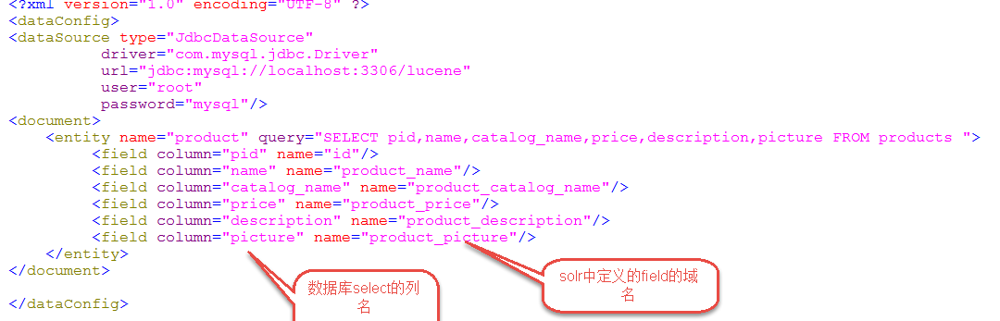 <?xml version="1.0" encoding="UTF-8" ?>
<dataConfig>
<dataSource type="JdbcDataSource"
driver="com.mysql.jdbc.Driver"
url="jdbc:mysql://localhost:3306/lucene"
user="root"
password="mysql"/>
<document>
<entity name="product" query="SELECT pid,name,catalog_name,price,description,picture FROM products ">
<field column="pid" name="id"/>
<field column="name" name="product_name"/>
<field column="catalog_name" name="product_catalog_name"/>
<field column="price" name="product_price"/>
<field column="description" name="product_description"/>
<field column="picture" name="product_picture"/>
</entity>
</document>
</dataConfig>
数据库select的列
名
solr中定义的field的域
名